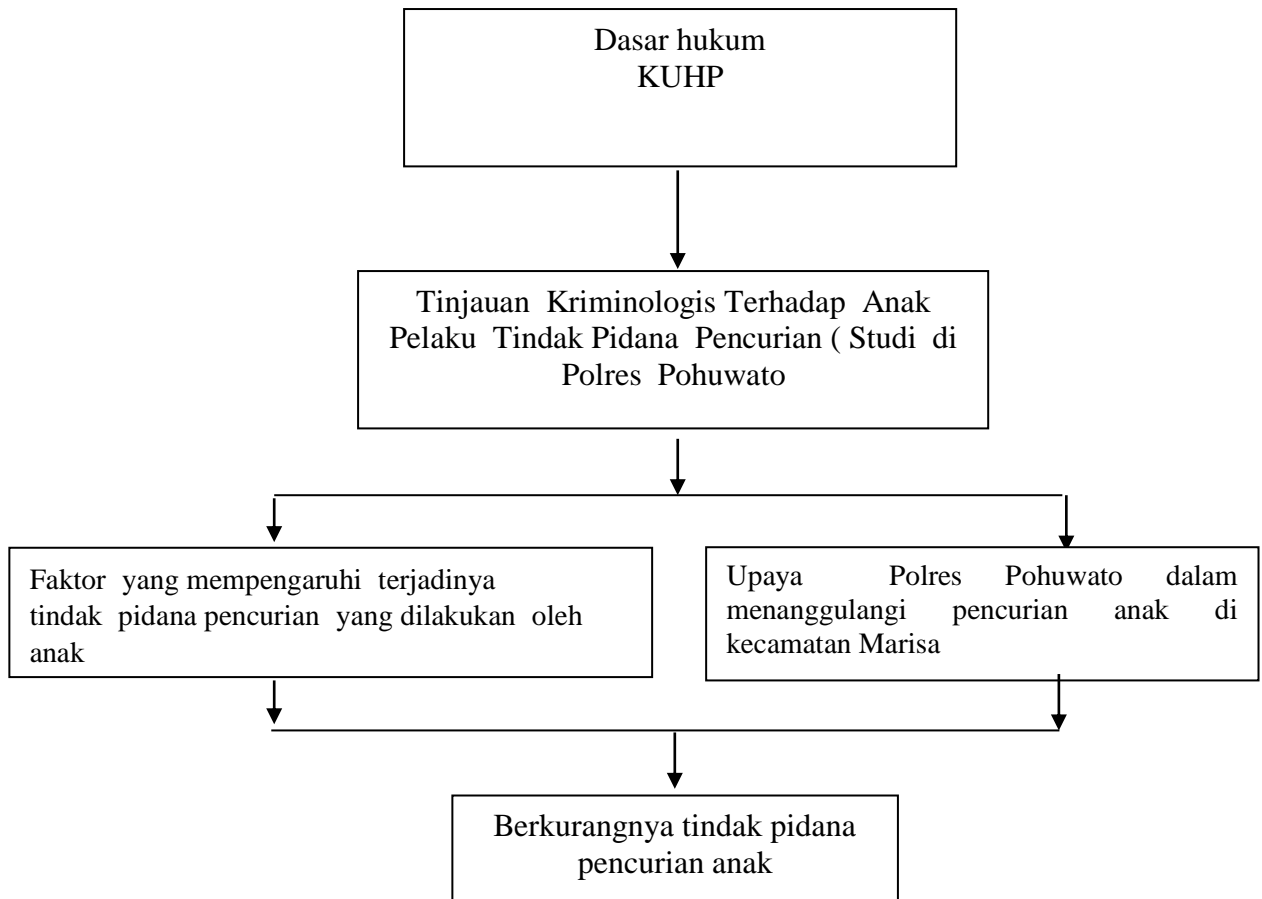 Dasar hukum
KUHP
Tinjauan Kriminologis Terhadap Anak
Pelaku Tindak Pidana Pencurian ( Studi di
Polres Pohuwato
Faktor yang mempengaruhi terjadinya
tindak pidana pencurian yang dilakukan oleh
anak
Upaya Polres Pohuwato dalam
menanggulangi pencurian anak di
kecamatan Marisa
Berkurangnya tindak pidana
pencurian anak